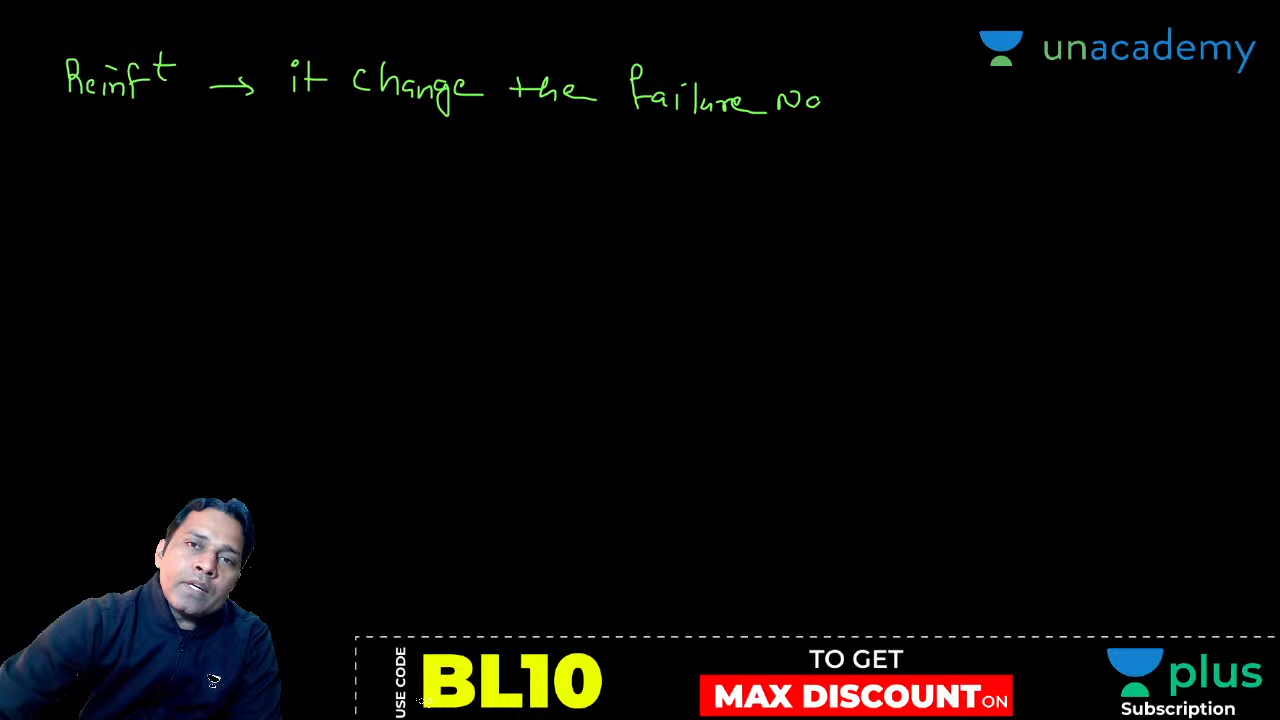 unacademy
Reinfᵗ → it change the failure No
USE CODE
BL10
TO GET
MAX DISCOUNT ON
plus
Subscription